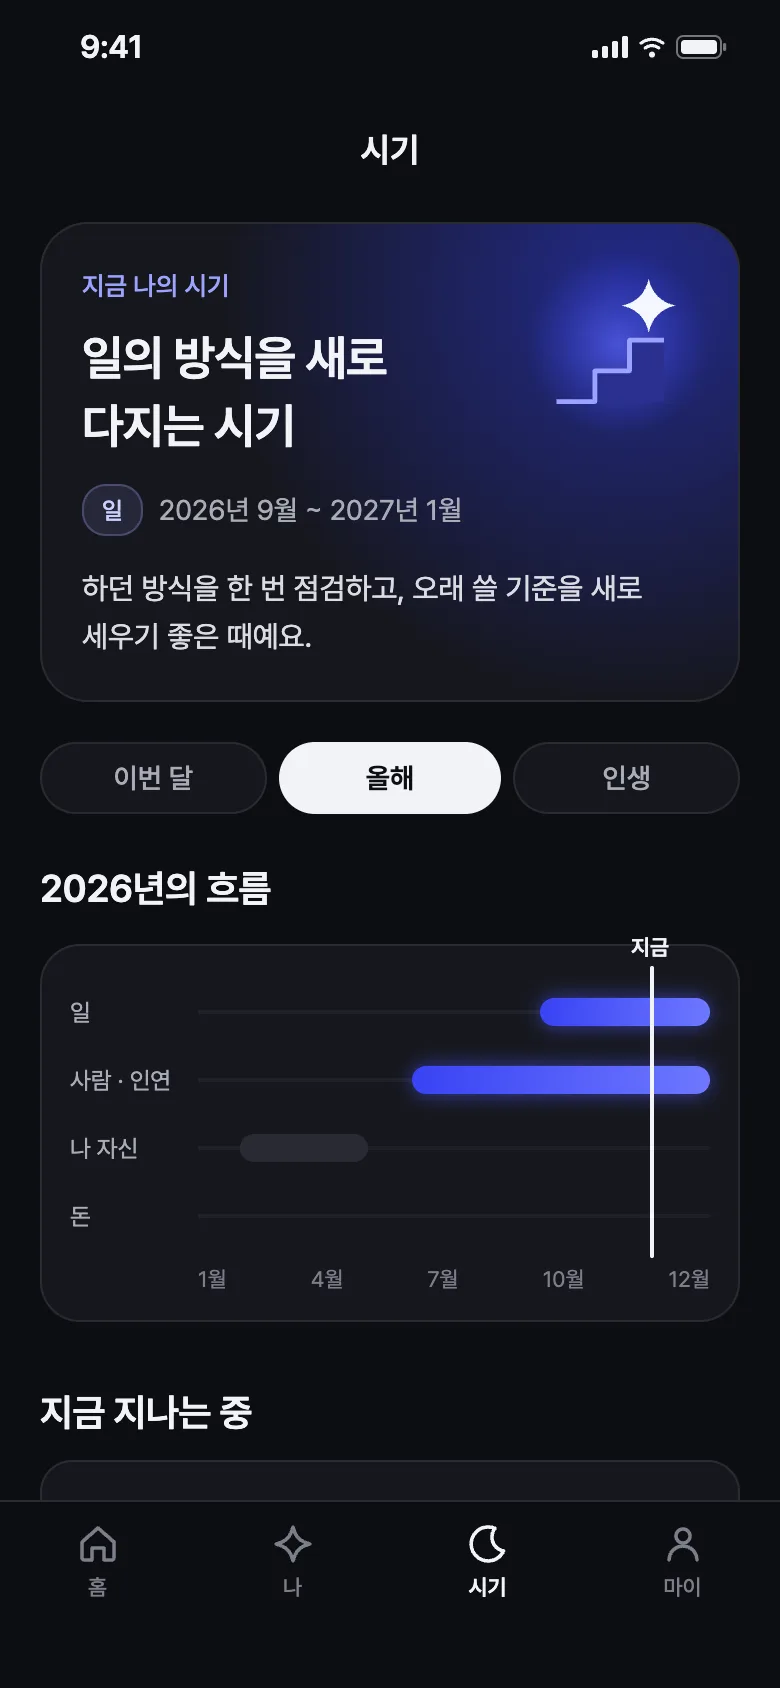 9:41
시기
지금 나의 시기
일의 방식을 새로
다지는 시기
일 2026년 9월 ~ 2027년 1월
하던 방식을 한 번 점검하고, 오래 쓸 기준을 새로
세우기 좋은 때예요.
이번 달 올해 인생
2026년의 흐름
지금
일
사람 · 인연
나 자신
돈
1월 4월 7월 10월 12월
지금 지나는 중
홈 나 시기 마이